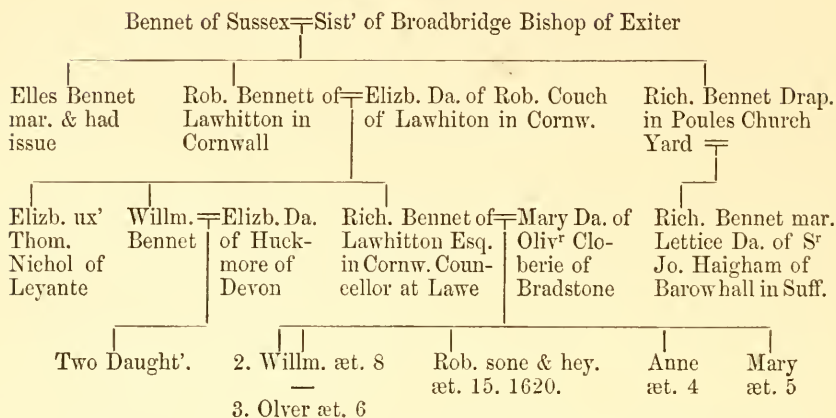 Bennet of Sussex Sist' of Broadbridge Bishop of Exiter
Elles Bennet
mar. & had
issue
Rob. Bennett of
Lawhitton in
Cornwall
Elizb. Da. of Rob. Couch
of Lawhiton in Cornw.
Rich. Bennet Drap.
in Poules Church
Yard
Elizb. ux'
Thom.
Nichol of
Leyante
Willm.
Bennet
Elizb. Da.
of Huck-
more of
Devon
Rich. Bennet of
Lawhitton Esq.
in Cornw. Coun-
cellor at Lawe
Mary Da. of
Olivʳ Clo-
berie of
Bradstone
Rich. Bennet mar.
Lettice Da. of Sʳ
Jo. Haigham of
Barow hall in Suff.
Two Daught'.
2. Willm. æt. 8
3. Olver æt. 6
Rob. sone & hey.
æt. 15. 1620.
Anne
æt. 4
Mary
æt. 5